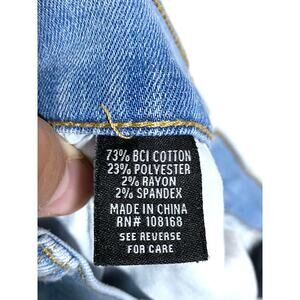 73% BCI COTTON
23% POLYESTER
2% RAYON
2% SPANDEX
MADE IN CHINA
RN# 108168
SEE REVERSE
FOR CARE